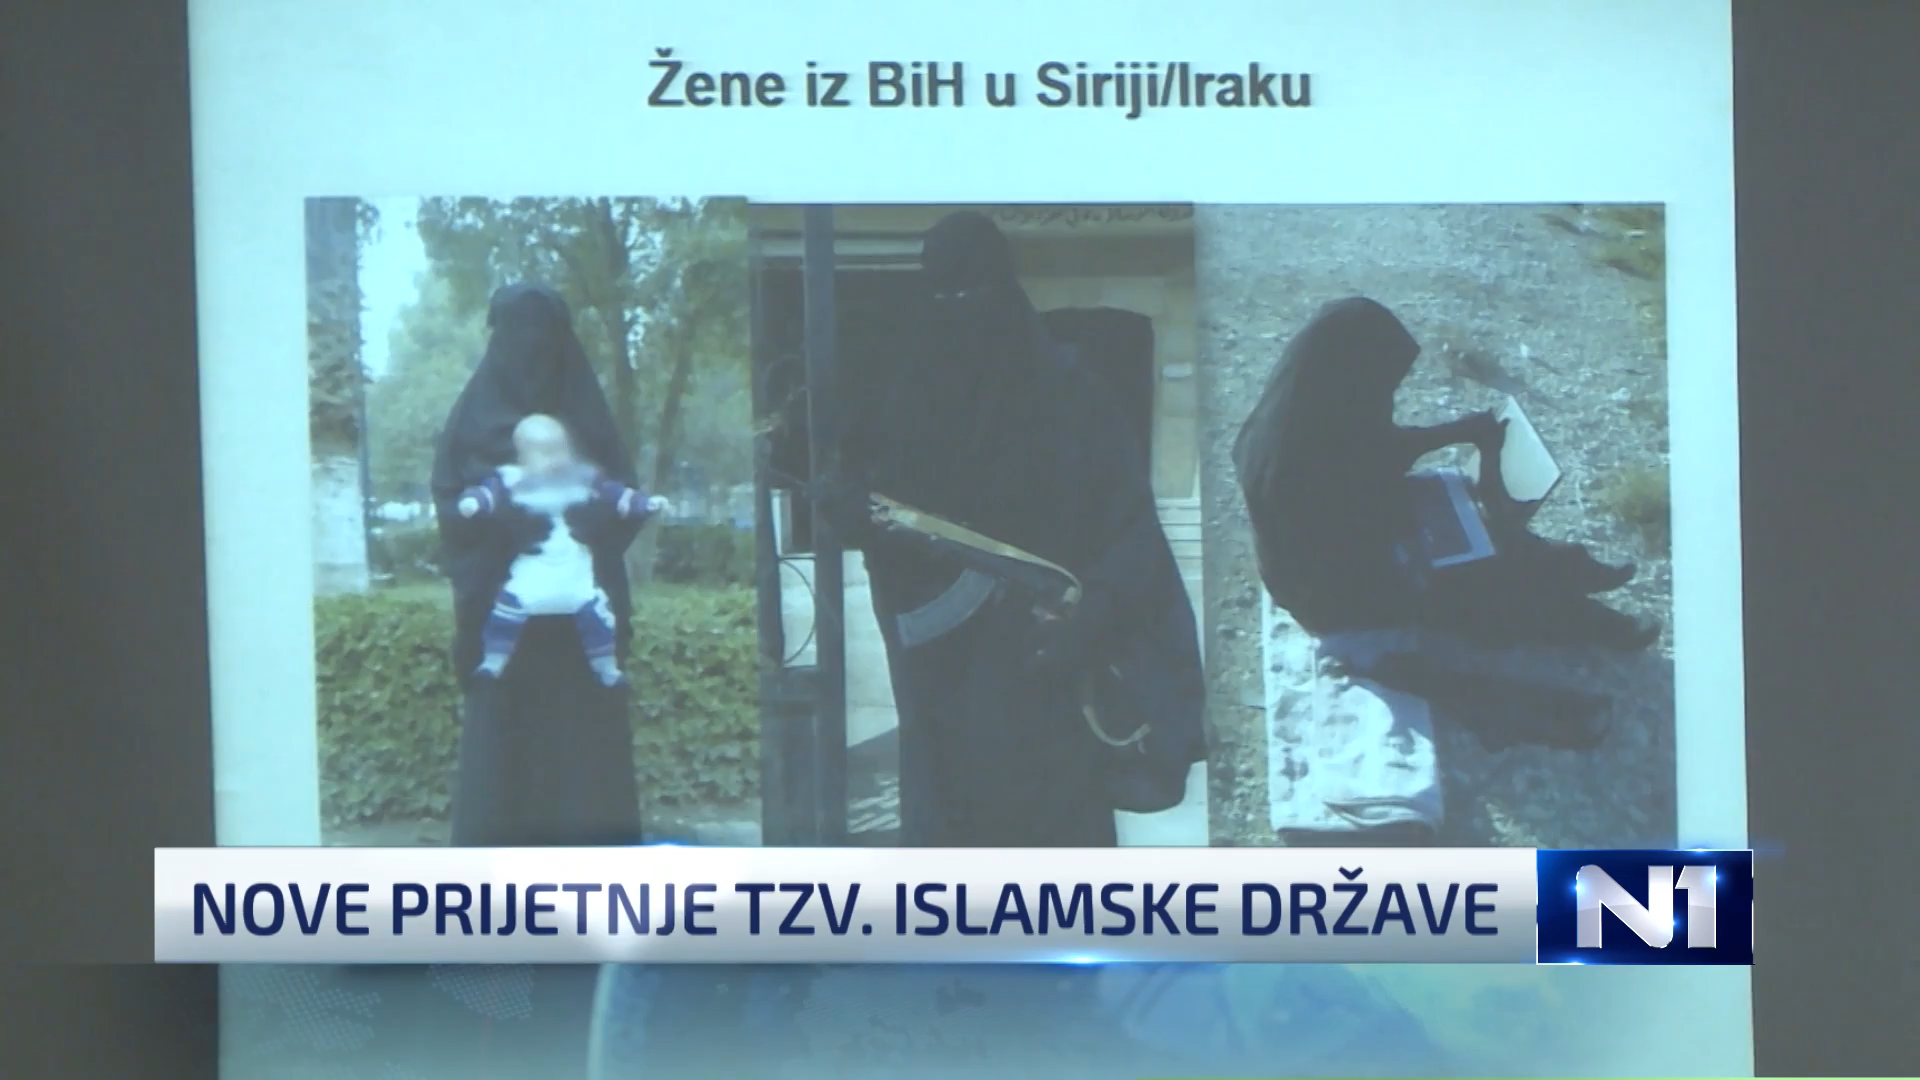 Žene iz BiH u Siriji/Iraku
NOVE PRIJETNJE TZV. ISLAMSKE DRŽAVE
N1